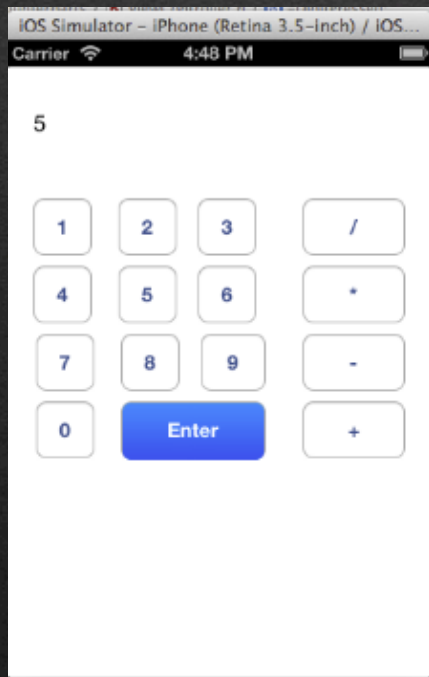 iOS Simulator – iPhone (Retina 3.5-inch) / iOS...
Carrier 4:48 PM
5
1 2 3 /
4 5 6 *
7 8 9 -
0 Enter +